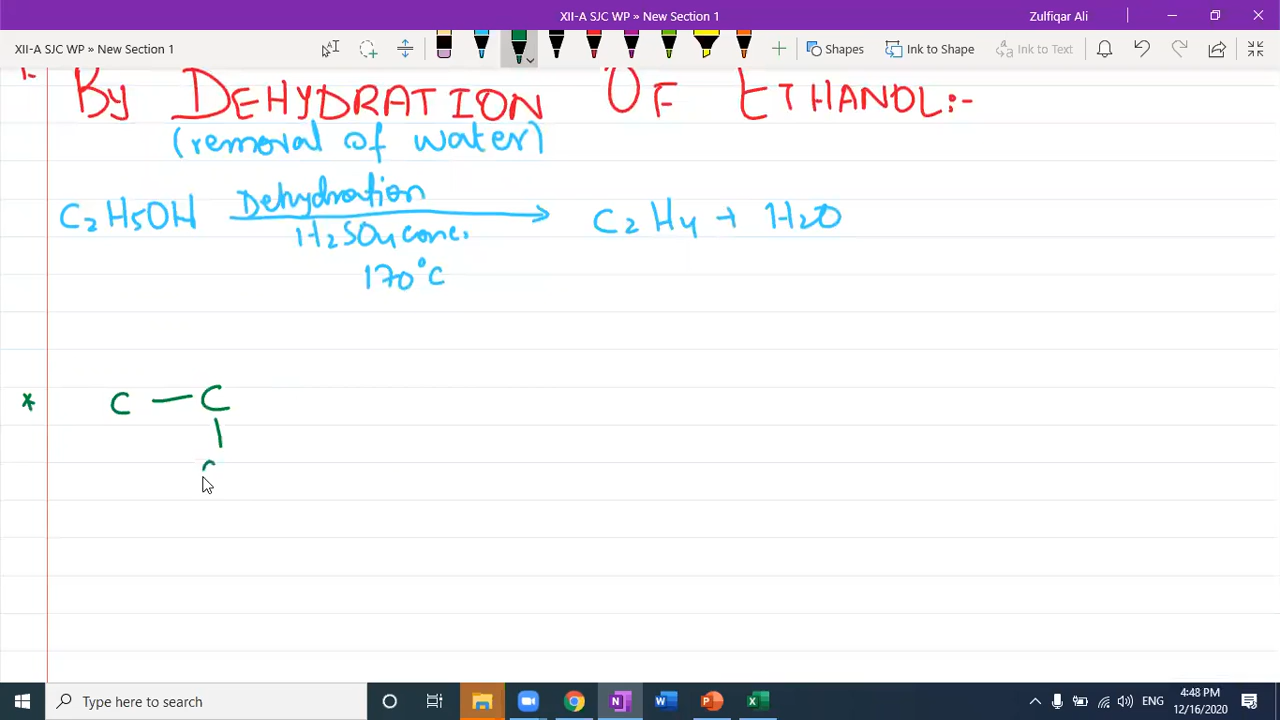 XII-A SJC WP » New Section 1
Zulfiqar Ali
XII-A SJC WP » New Section 1
Shapes
Ink to Shape
Ink to Text
1.
By DEHYDRATION OF ETHANOL:-
(removal of water)
C2H5OH Dehydration C2H4 + H2O
H2SO4 conc.
170°C
* C — C
Type here to search
ENG
4:48 PM
12/16/2020